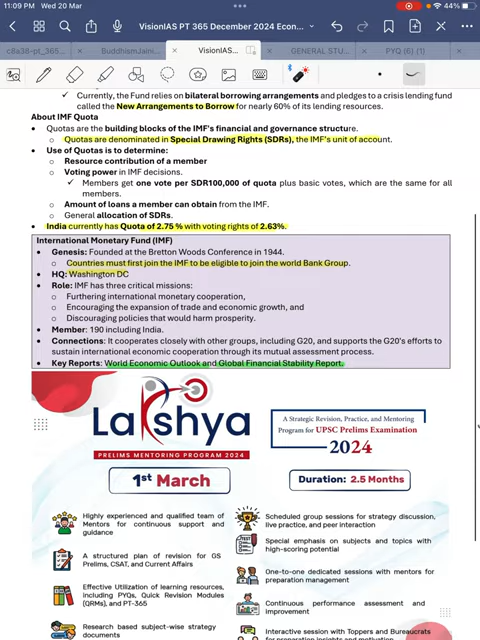 11:09 PM Wed 20 Mar
44%
VisionIAS PT 365 December 2024 Econ...
c8a38-pt_365...
BuddhismJaini...
VisionIAS...
GENERAL STU...
PYQ (6) (1)
✓ Currently, the Fund relies on bilateral borrowing arrangements and pledges to a crisis lending fund
called the New Arrangements to Borrow for nearly 60% of its lending resources.
About IMF Quota
• Quotas are the building blocks of the IMF's financial and governance structure.
o Quotas are denominated in Special Drawing Rights (SDRs), the IMF's unit of account.
• Use of Quotas is to determine:
o Resource contribution of a member
o Voting power in IMF decisions.
✓ Members get one vote per SDR100,000 of quota plus basic votes, which are the same for all
members.
o Amount of loans a member can obtain from the IMF.
o General allocation of SDRs.
• India currently has Quota of 2.75 % with voting rights of 2.63%.
International Monetary Fund (IMF)
• Genesis: Founded at the Bretton Woods Conference in 1944.
o Countries must first join the IMF to be eligible to join the world Bank Group.
• HQ: Washington DC
• Role: IMF has three critical missions:
o Furthering international monetary cooperation,
o Encouraging the expansion of trade and economic growth, and
o Discouraging policies that would harm prosperity.
• Member: 190 including India.
• Connections: It cooperates closely with other groups, including G20, and supports the G20's efforts to
sustain international economic cooperation through its mutual assessment process.
• Key Reports: World Economic Outlook and Global Financial Stability Report.
Lakshya
PRELIMS MENTORING PROGRAM 2024
A Strategic Revision, Practice, and Mentoring
Program for UPSC Prelims Examination
2024
1st March
Duration: 2.5 Months
Highly experienced and qualified team of
Mentors for continuous support and
guidance
A structured plan of revision for GS
Prelims, CSAT, and Current Affairs
Effective Utilization of learning resources,
including PYQs, Quick Revision Modules
(QRMs), and PT-365
Research based subject-wise strategy
documents
Scheduled group sessions for strategy discussion,
live practice, and peer interaction
Special emphasis on subjects and topics with
high-scoring potential
One-to-one dedicated sessions with mentors for
preparation management
Continuous performance assessment and
improvement
Interactive session with Toppers and Bureaucrats
for preparation insights and motivation